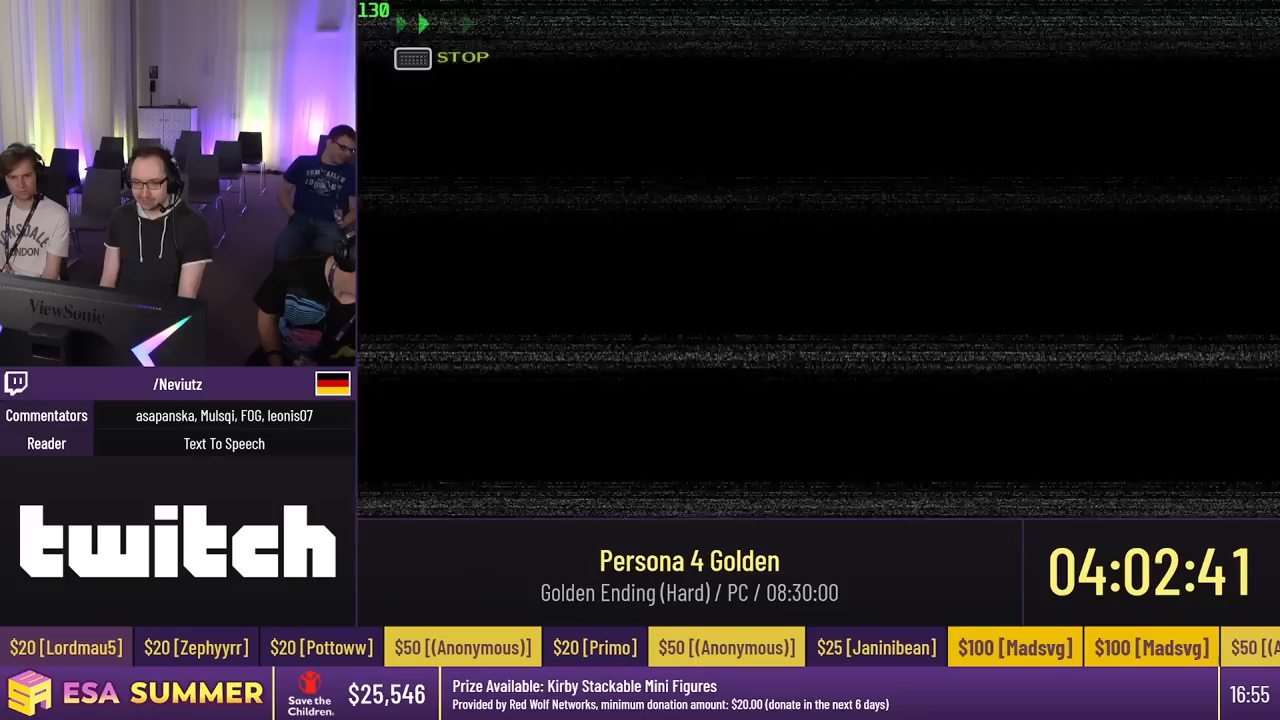 130
STOP
ViewSonic
/Neviutz
Commentators asapanska, Mulsqi, FOG, leonis07
Reader Text To Speech
twitch
Persona 4 Golden
Golden Ending (Hard) / PC / 08:30:00
04:02:41
$20 [Lordmau5] $20 [Zephyyrr] $20 [Pottoww] $50 [(Anonymous)] $20 [Primo] $50 [(Anonymous)] $25 [Janinibean] $100 [Madsvg] $100 [Madsvg] $50 [(A
ESA SUMMER
Save the
Children.
$25,546
Prize Available: Kirby Stackable Mini Figures
Provided by Red Wolf Networks, minimum donation amount: $20.00 (donate in the next 6 days)
16:55